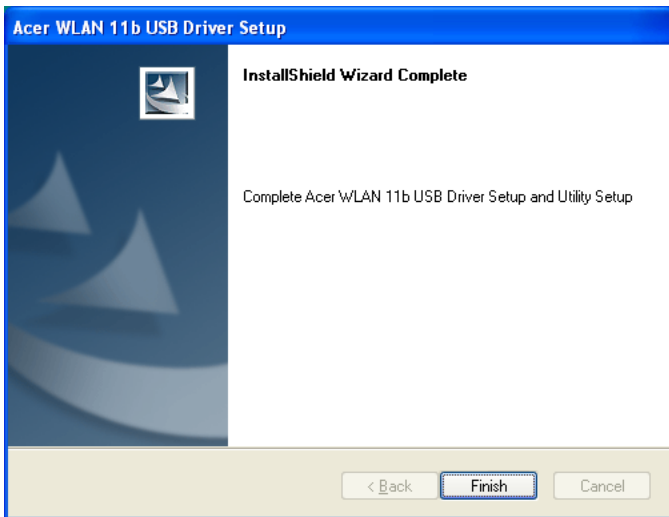 Acer WLAN 11b USB Driver Setup
InstallShield Wizard Complete
Complete Acer WLAN 11b USB Driver Setup and Utility Setup
< Back Finish Cancel